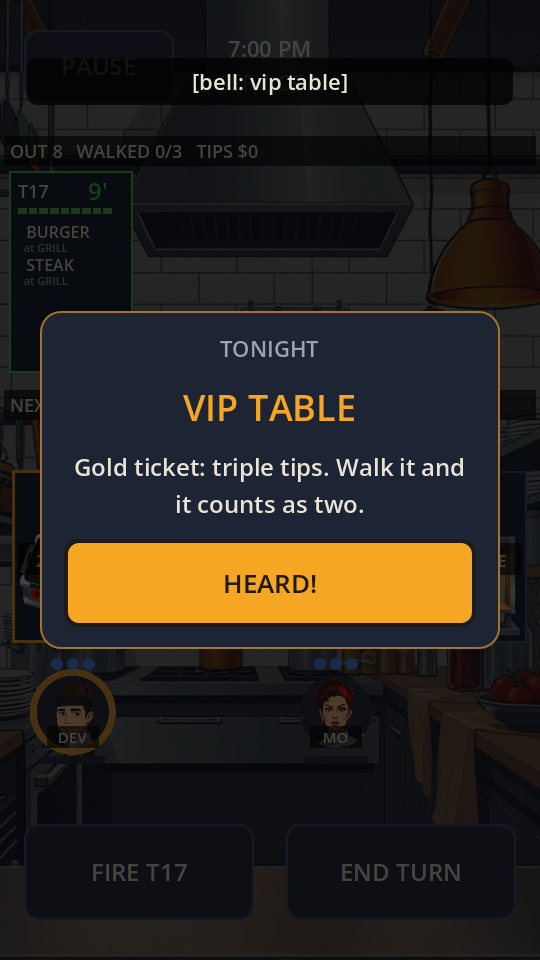 PAUSE
7:00 PM
[bell: vip table]
OUT 8 WALKED 0/3 TIPS $0
T17 9'
BURGER
at GRILL
STEAK
at GRILL
TONIGHT
VIP TABLE
Gold ticket: triple tips. Walk it and
it counts as two.
HEARD!
DEV
MO
FIRE T17
END TURN